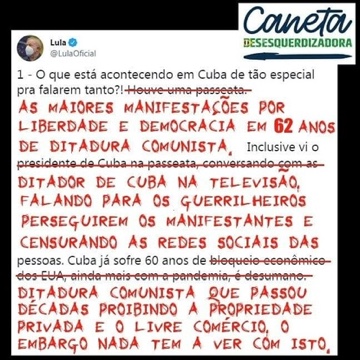 Caneta
DESESQUERDIZADORA
Lula
@LulaOficial
1 - O que está acontecendo em Cuba de tão especial
pra falarem tanto?! Houve uma passeata.
AS MAIORES MANIFESTAÇÕES POR
LIBERDADE E DEMOCRACIA EM 62 ANOS
DE DITADURA COMUNISTA. Inclusive vi o
presidente de Cuba na passeata, conversando com as
DITADOR DE CUBA NA TELEVISÃO,
FALANDO PARA OS GUERRILHEIROS
PERSEGUIREM OS MANIFESTANTES E
CENSURANDO AS REDES SOCIAIS DAS
pessoas. Cuba já sofre 60 anos de bloqueio econômico
dos EUA, ainda mais com a pandemia, é desumano.
DITADURA COMUNISTA QUE PASSOU
DÉCADAS PROIBINDO A PROPRIEDADE
PRIVADA E O LIVRE COMÉRCIO, O
EMBARGO NADA TEM A VER COM ISTO.